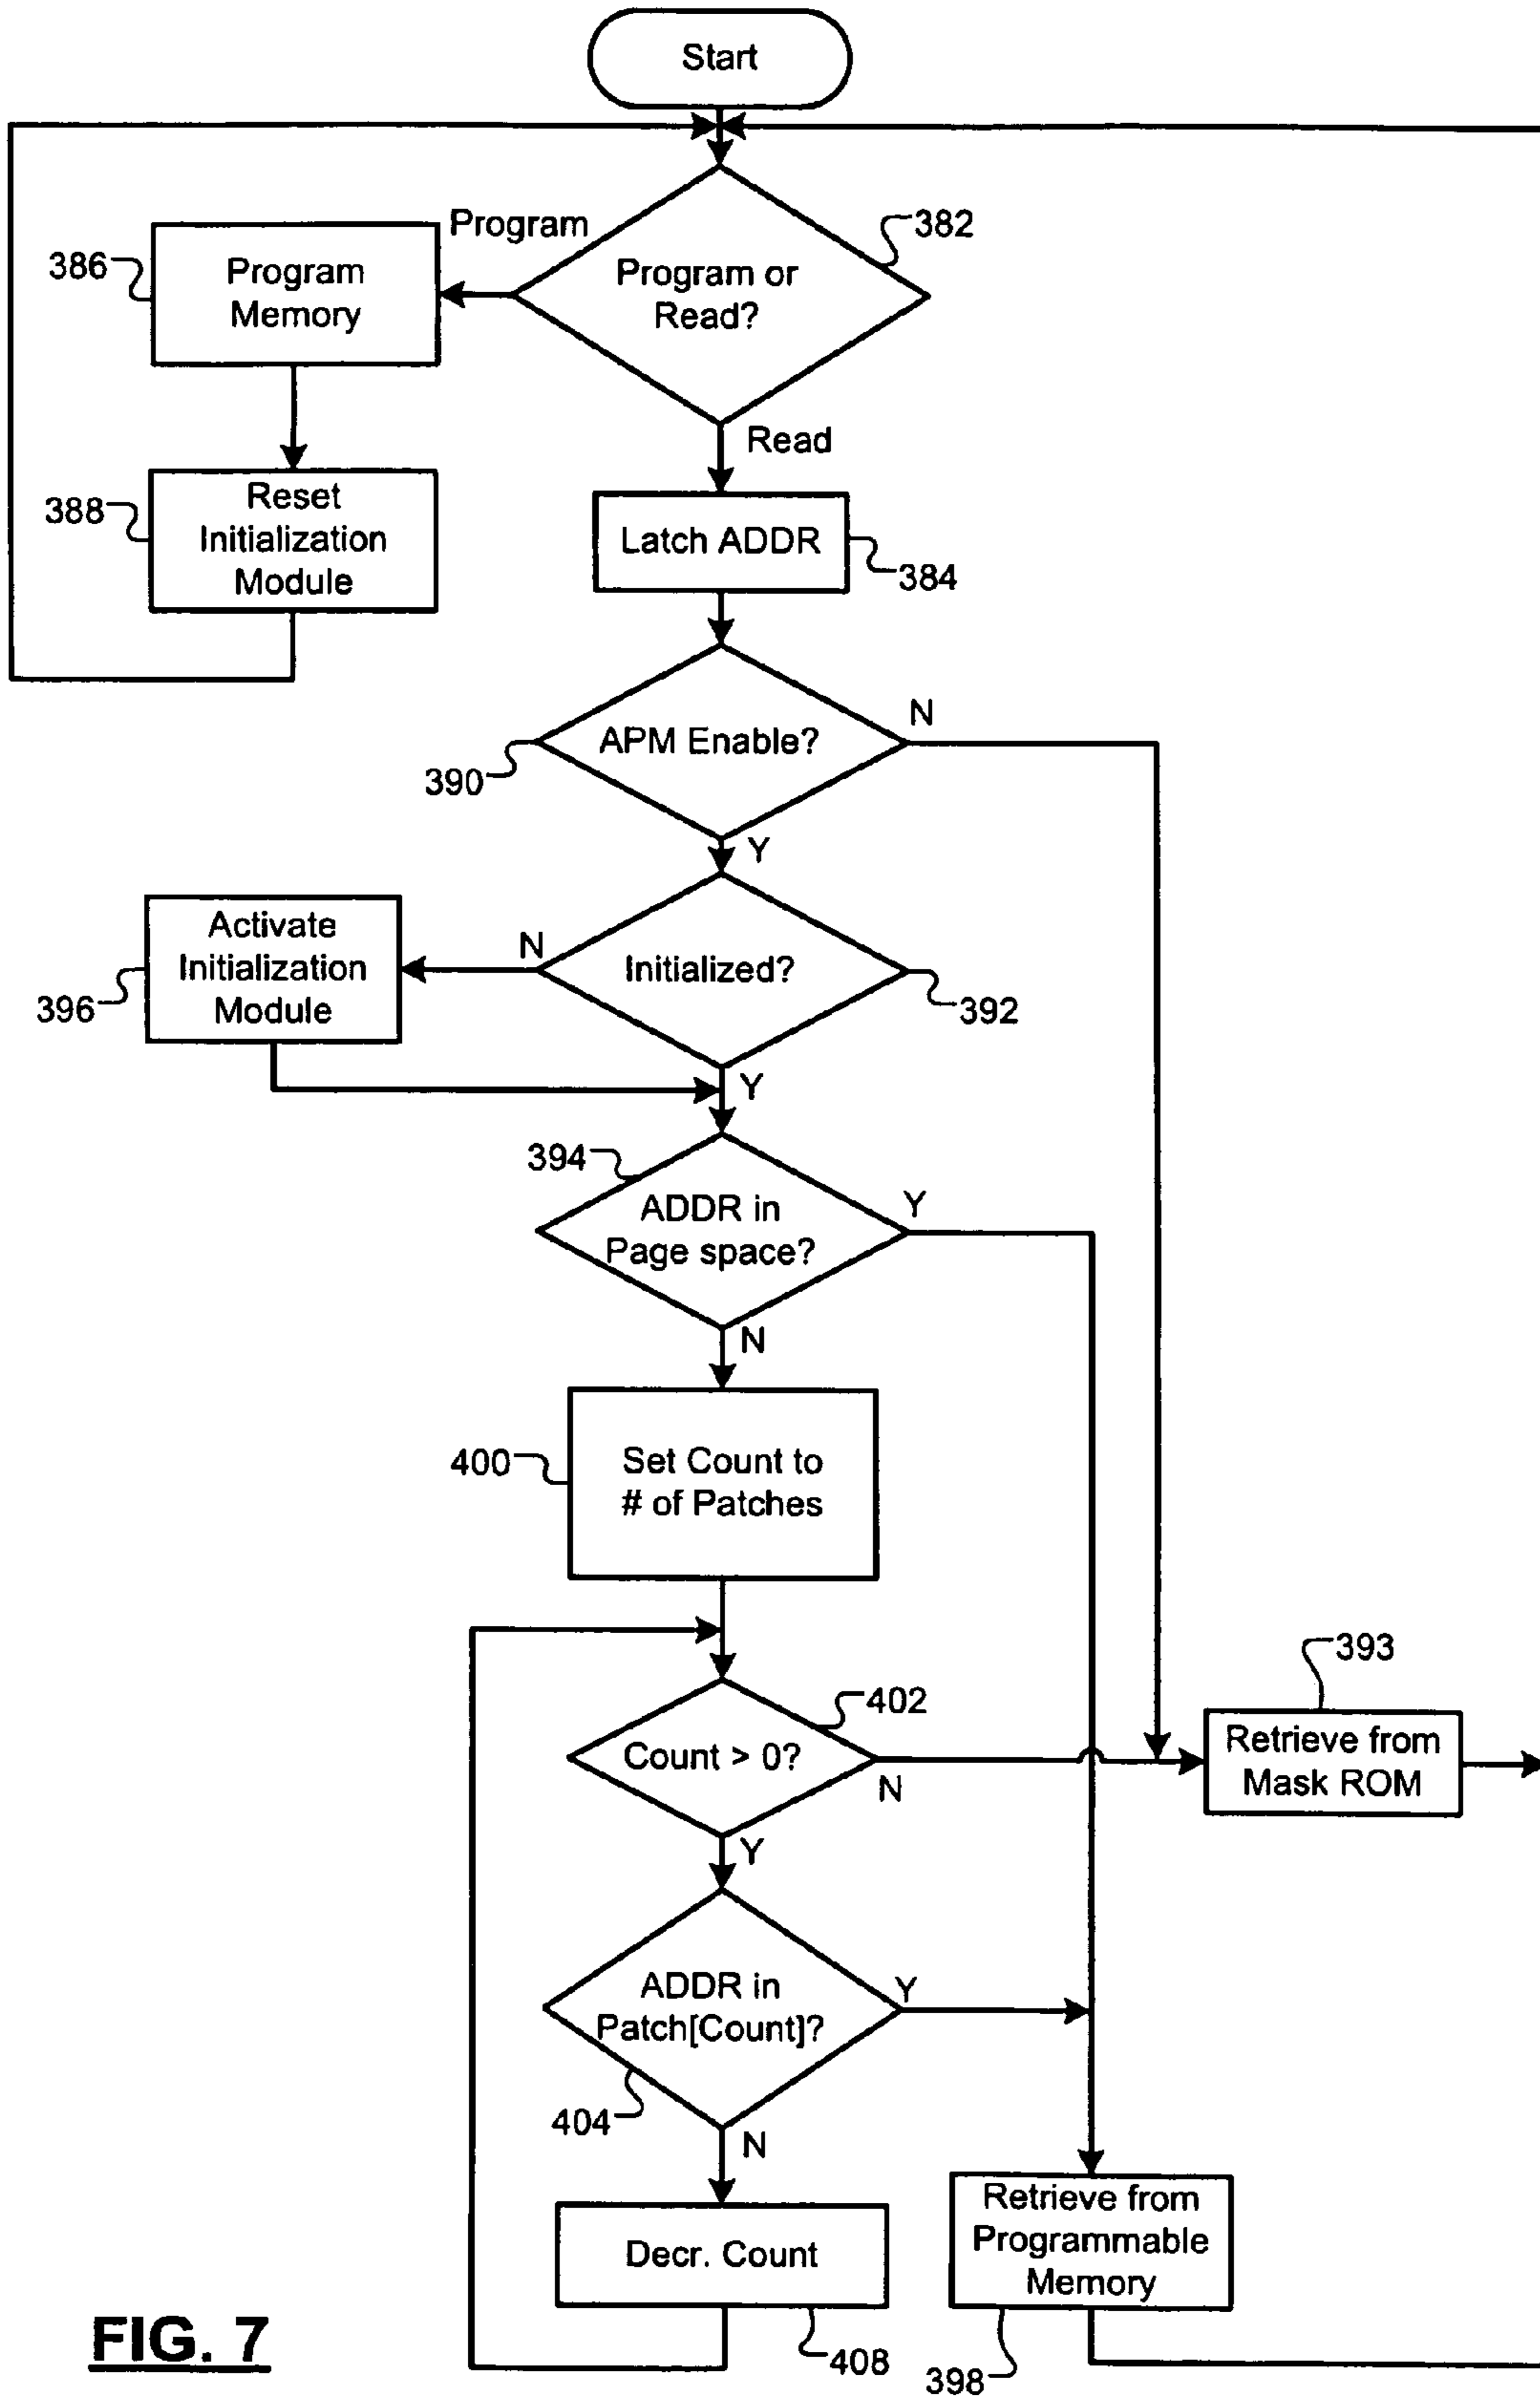 Start
Program
382
386
Program
Memory
Program or
Read?
Read
388
Reset
Initialization
Module
Latch ADDR
384
N
APM Enable?
390
Y
Activate
Initialization
Module
N
Initialized?
396
392
Y
394
ADDR in
Page space?
Y
N
400
Set Count to
# of Patches
393
402
Count > 0?
N
Retrieve from
Mask ROM
Y
ADDR in
Patch[Count]?
Y
404
N
Retrieve from
Programmable
Memory
Decr. Count
408
398
FIG. 7